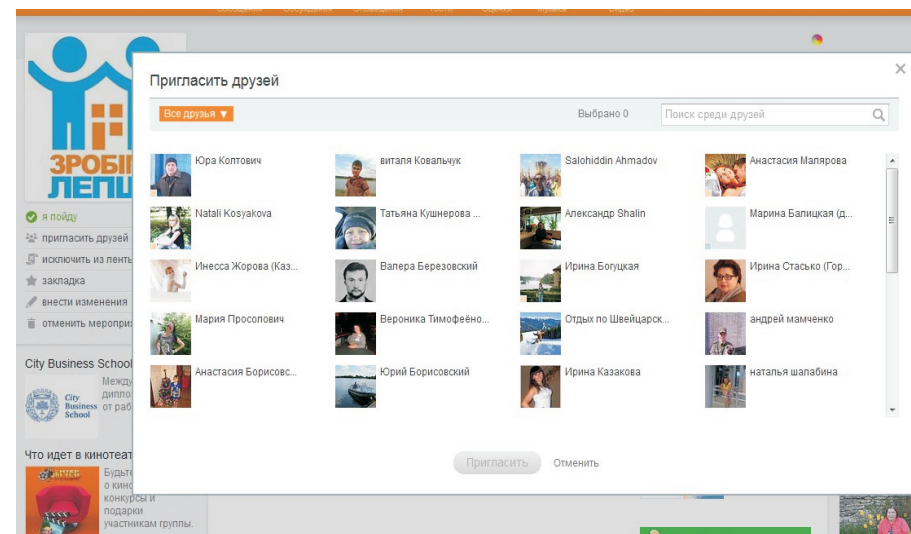 Пригласить друзей
Все друзья ▼
Выбрано 0
Поиск среди друзей
Юра Коптович
виталя Ковальчук
Salohiddin Ahmadov
Анастасия Малярова
Natali Kosyakova
Татьяна Кушнерова ...
Александр Shalin
Марина Балицкая (д...
Инесса Жорова (Каз...
Валера Березовский
Ирина Богуцкая
Ирина Стасько (Гор...
Мария Просолович
Вероника Тимофеёно...
Отдых по Швейцарск...
андрей мамченко
Анастасия Борисовс...
Юрий Борисовский
Ирина Казакова
наталья шалабина
Пригласить
Отменить
ЗРОБІ
ЛЕПШ
я пойду
пригласить друзей
исключить из ленты
закладка
внести изменения
отменить меропри
City Business School
City
Business
School
Между
дипло
от раб
Что идет в кинотеат
Будьте
о кино
конкурсы и
подарки
участникам группы.